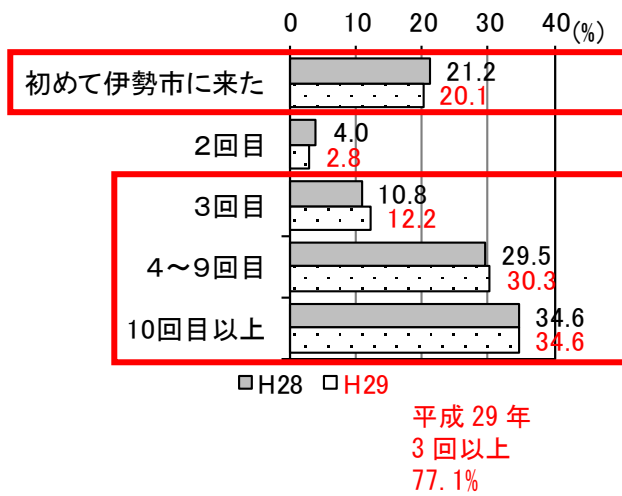 0 10 20 30 40 (%)
初めて伊勢市に来た 21.2
20.1
2回目 4.0
2.8
3回目 10.8
12.2
4～9回目 29.5
30.3
10回目以上 34.6
34.6
H28 H29
平成 29 年
3 回以上
77.1%